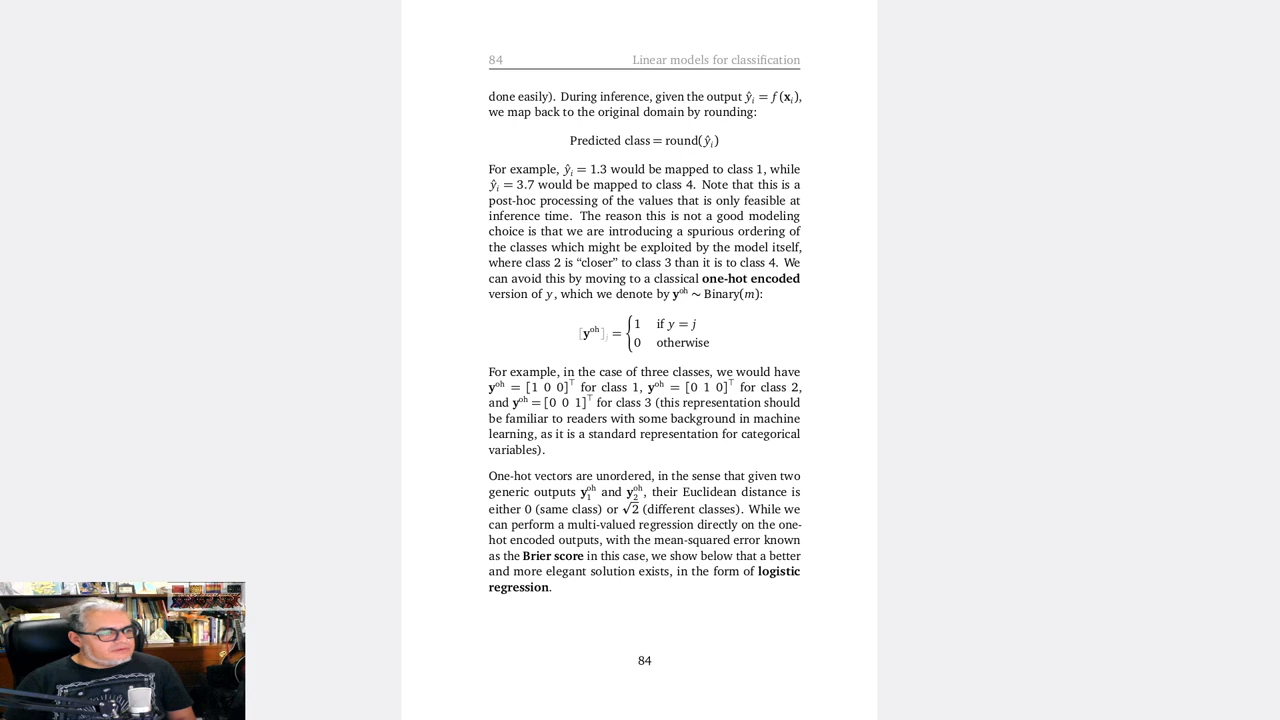 84 Linear models for classification
done easily). During inference, given the output ŷᵢ = f(xᵢ),
we map back to the original domain by rounding:
Predicted class = round(ŷᵢ)
For example, ŷᵢ = 1.3 would be mapped to class 1, while
ŷᵢ = 3.7 would be mapped to class 4. Note that this is a
post-hoc processing of the values that is only feasible at
inference time. The reason this is not a good modeling
choice is that we are introducing a spurious ordering of
the classes which might be exploited by the model itself,
where class 2 is “closer” to class 3 than it is to class 4. We
can avoid this by moving to a classical one-hot encoded
version of y, which we denote by y^oh ∼ Binary(m):
[y^oh]_j = { 1 if y = j
0 otherwise
For example, in the case of three classes, we would have
y^oh = [1 0 0]^⊤ for class 1, y^oh = [0 1 0]^⊤ for class 2,
and y^oh = [0 0 1]^⊤ for class 3 (this representation should
be familiar to readers with some background in machine
learning, as it is a standard representation for categorical
variables).
One-hot vectors are unordered, in the sense that given two
generic outputs y₁^oh and y₂^oh, their Euclidean distance is
either 0 (same class) or √2 (different classes). While we
can perform a multi-valued regression directly on the one-
hot encoded outputs, with the mean-squared error known
as the Brier score in this case, we show below that a better
and more elegant solution exists, in the form of logistic
regression.
84